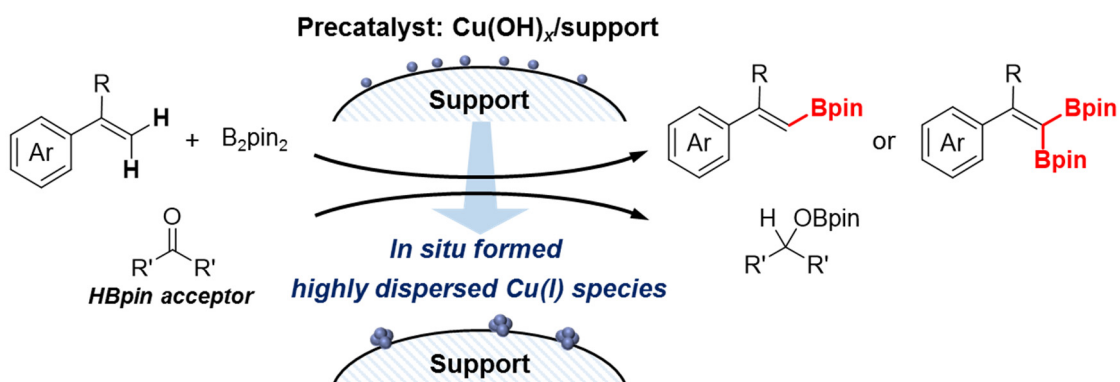 Precatalyst: Cu(OH)ₓ/support
Support
R
H
H
Ar
+ B₂pin₂
R
Bpin
Ar
or
R
Bpin
Bpin
Ar
O
R' R'
HBpin acceptor
In situ formed
highly dispersed Cu(I) species
H OBpin
R' R'
Support